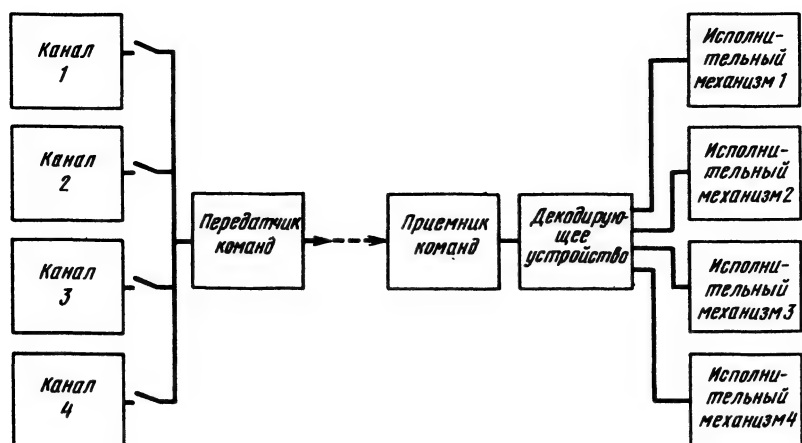 Канал
1
Канал
2
Канал
3
Канал
4
Передатчик
команд
Приемник
команд
Декодирую-
щее
устройство
Исполни-
тельный
механизм 1
Исполни-
тельный
механизм 2
Исполни-
тельный
механизм 3
Исполни-
тельный
механизм 4